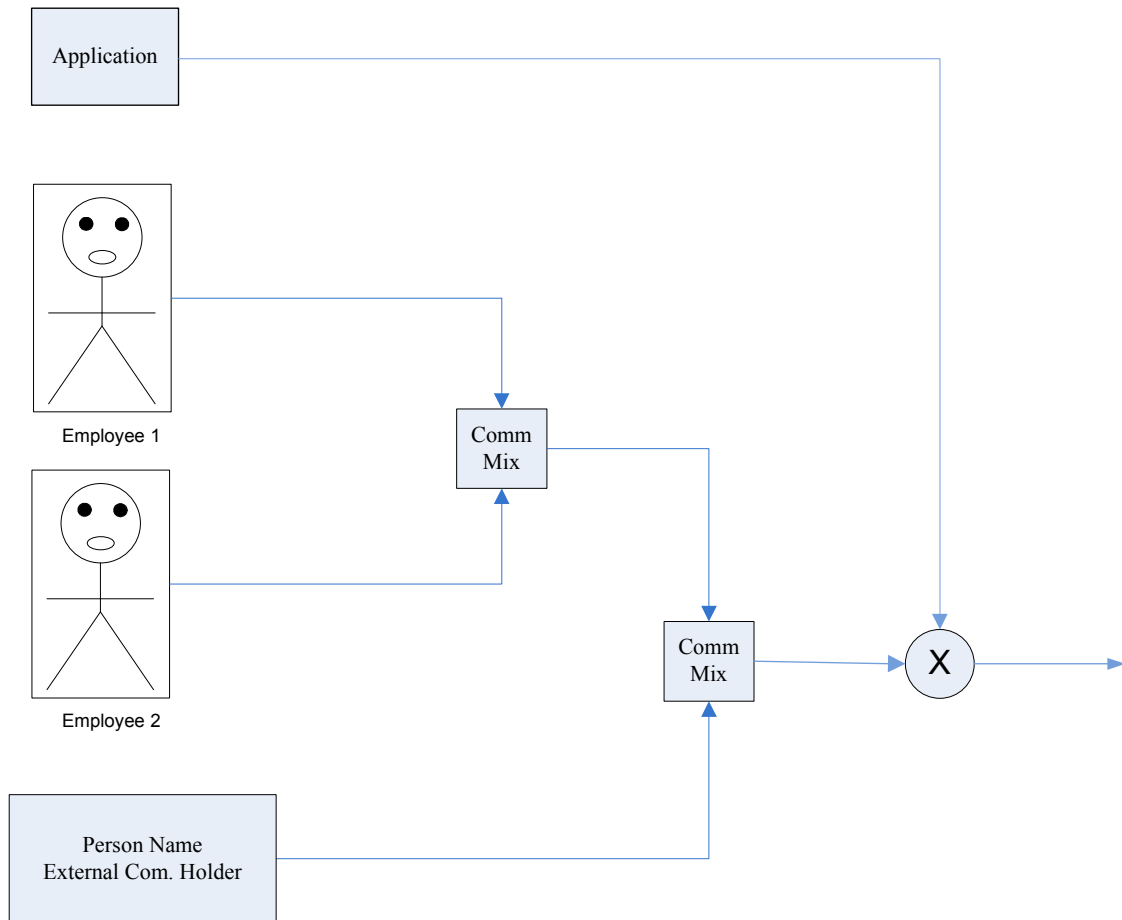 Application
Employee 1
Comm
Mix
Employee 2
Comm
Mix
X
Person Name
External Com. Holder